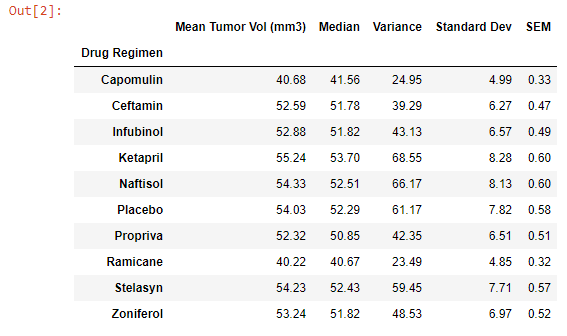 Out[2]:
Mean Tumor Vol (mm3) Median Variance Standard Dev SEM
Drug Regimen
Capomulin 40.68 41.56 24.95 4.99 0.33
Ceftamin 52.59 51.78 39.29 6.27 0.47
Infubinol 52.88 51.82 43.13 6.57 0.49
Ketapril 55.24 53.70 68.55 8.28 0.60
Naftisol 54.33 52.51 66.17 8.13 0.60
Placebo 54.03 52.29 61.17 7.82 0.58
Propriva 52.32 50.85 42.35 6.51 0.51
Ramicane 40.22 40.67 23.49 4.85 0.32
Stelasyn 54.23 52.43 59.45 7.71 0.57
Zoniferol 53.24 51.82 48.53 6.97 0.52